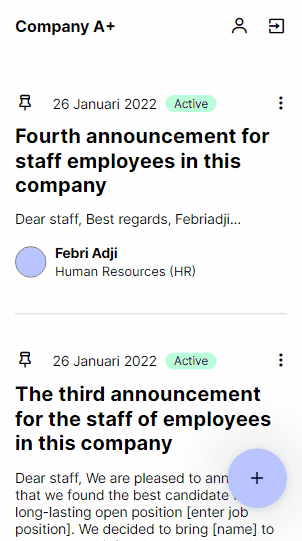 Company A+
26 Januari 2022 Active
Fourth announcement for
staff employees in this
company
Dear staff, Best regards, Febriadji...
Febri Adji
Human Resources (HR)
26 Januari 2022 Active
The third announcement
for the staff of employees
in this company
Dear staff, We are pleased to
that we found the best candidate
long-lasting open position [enter job
position]. We decided to bring [name] to